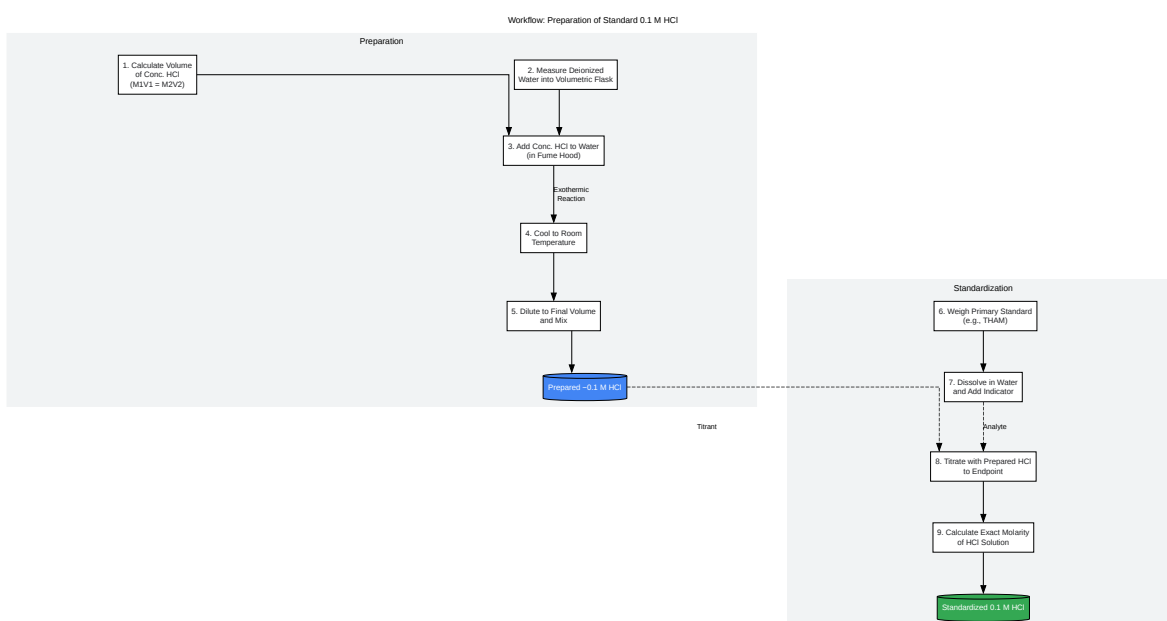 Workflow: Preparation of Standard 0.1 M HCl
Preparation
1. Calculate Volume
of Conc. HCl
(M1V1 = M2V2)
2. Measure Deionized
Water into Volumetric Flask
3. Add Conc. HCl to Water
(in Fume Hood)
Exothermic
Reaction
4. Cool to Room
Temperature
5. Dilute to Final Volume
and Mix
Prepared ~0.1 M HCl
Titrant
Standardization
6. Weigh Primary Standard
(e.g., THAM)
7. Dissolve in Water
and Add Indicator
Analyte
8. Titrate with Prepared HCl
to Endpoint
9. Calculate Exact Molarity
of HCl Solution
Standardized 0.1 M HCl